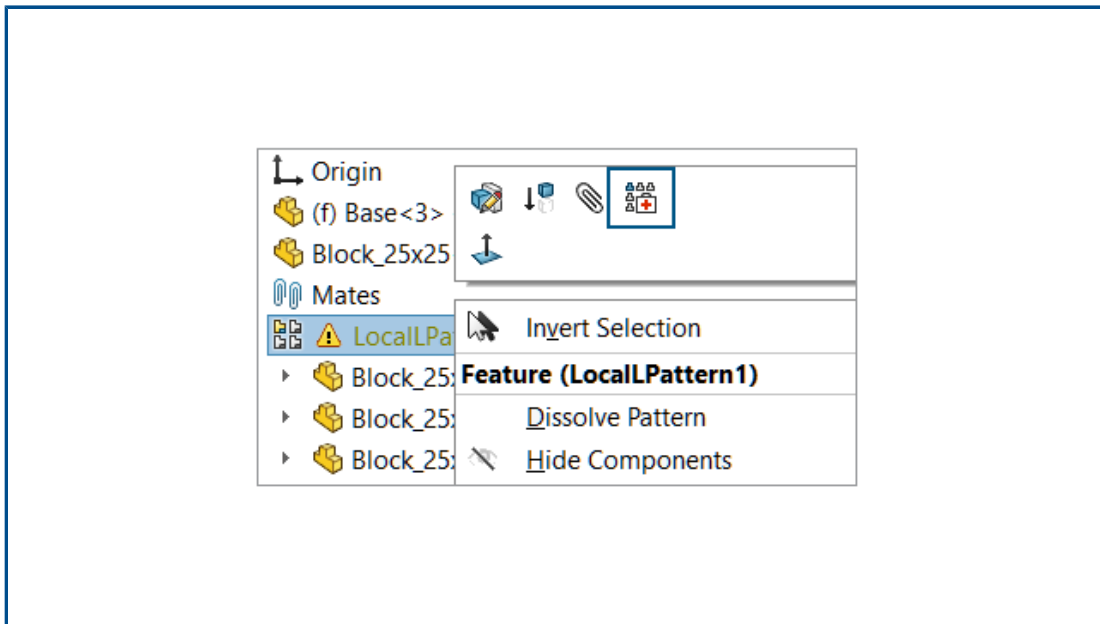 Origin
(f) Base<3>
Block_25x25
Mates
LocalLPa
Block_25
Block_25
Block_25
Invert Selection
Feature (LocalLPattern1)
Dissolve Pattern
Hide Components